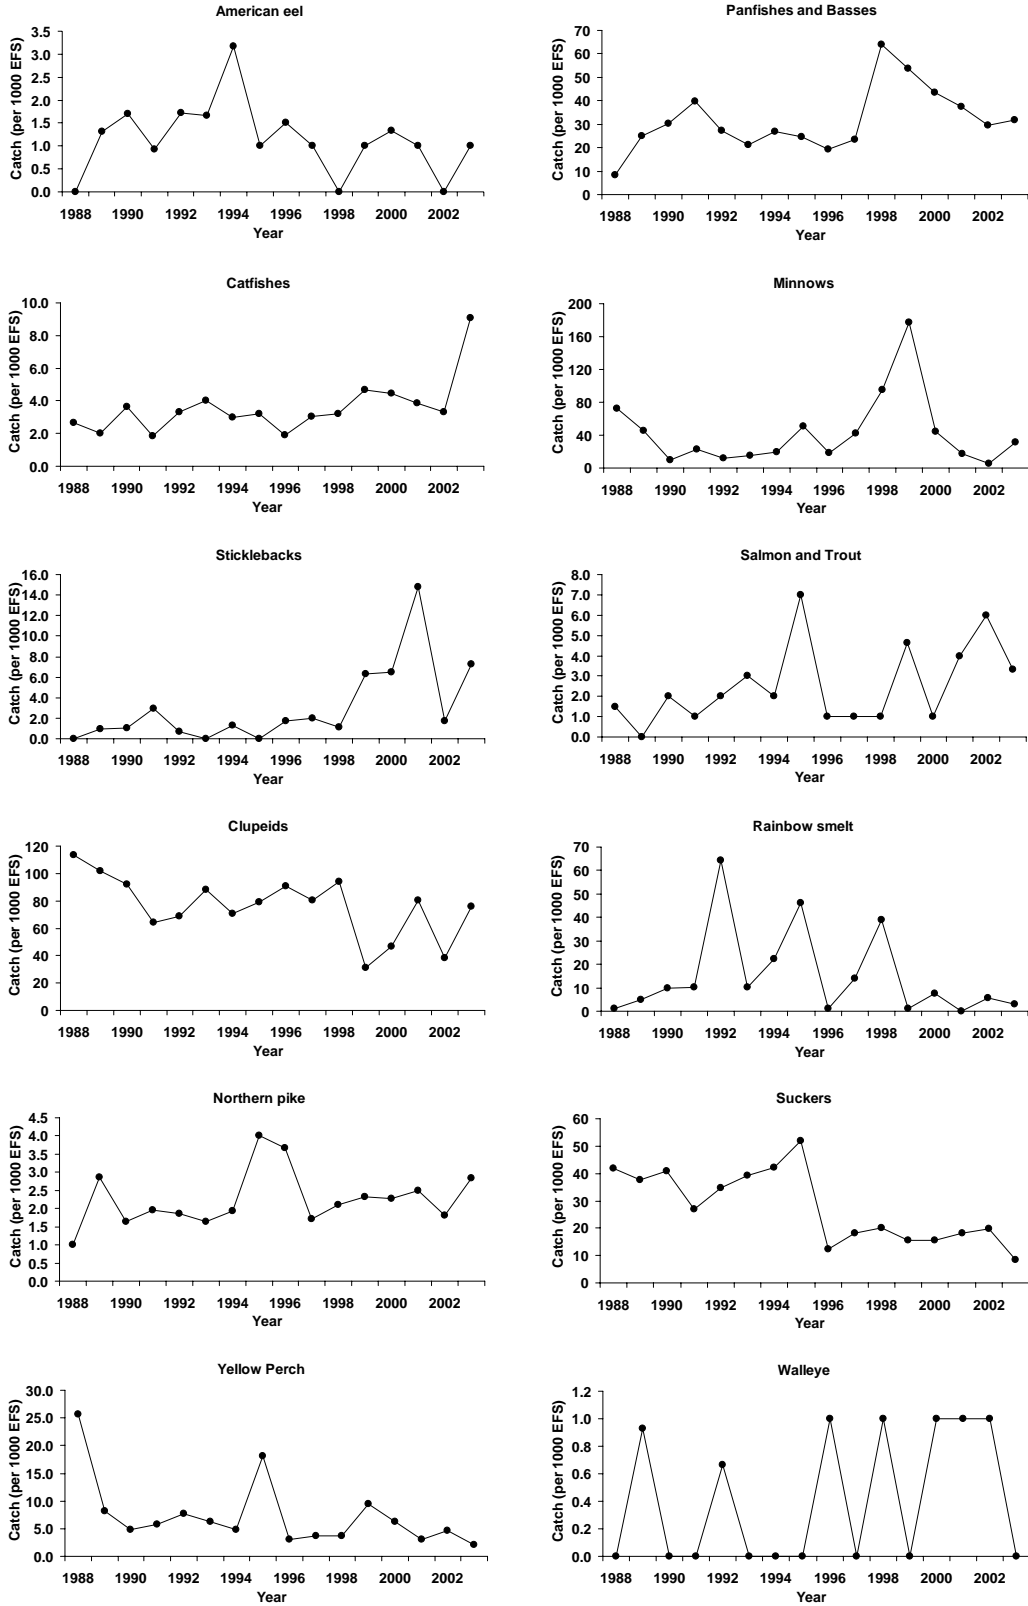 American eel
Catch (per 1000 EFS)
3.5
3.0
2.5
2.0
1.5
1.0
0.5
0.0
1988 1990 1992 1994 1996 1998 2000 2002
Year
Panfishes and Basses
Catch (per 1000 EFS)
70
60
50
40
30
20
10
0
1988 1990 1992 1994 1996 1998 2000 2002
Year
Catfishes
Catch (per 1000 EFS)
10.0
8.0
6.0
4.0
2.0
0.0
1988 1990 1992 1994 1996 1998 2000 2002
Year
Minnows
Catch (per 1000 EFS)
200
160
120
80
40
0
1988 1990 1992 1994 1996 1998 2000 2002
Year
Sticklebacks
Catch (per 1000 EFS)
16.0
14.0
12.0
10.0
8.0
6.0
4.0
2.0
0.0
1988 1990 1992 1994 1996 1998 2000 2002
Year
Salmon and Trout
Catch (per 1000 EFS)
8.0
7.0
6.0
5.0
4.0
3.0
2.0
1.0
0.0
1988 1990 1992 1994 1996 1998 2000 2002
Year
Clupeids
Catch (per 1000 EFS)
120
100
80
60
40
20
0
1988 1990 1992 1994 1996 1998 2000 2002
Year
Rainbow smelt
Catch (per 1000 EFS)
70
60
50
40
30
20
10
0
1988 1990 1992 1994 1996 1998 2000 2002
Year
Northern pike
Catch (per 1000 EFS)
4.5
4.0
3.5
3.0
2.5
2.0
1.5
1.0
0.5
0.0
1988 1990 1992 1994 1996 1998 2000 2002
Year
Suckers
Catch (per 1000 EFS)
60
50
40
30
20
10
0
1988 1990 1992 1994 1996 1998 2000 2002
Year
Yellow Perch
Catch (per 1000 EFS)
30.0
25.0
20.0
15.0
10.0
5.0
0.0
1988 1990 1992 1994 1996 1998 2000 2002
Year
Walleye
Catch (per 1000 EFS)
1.2
1.0
0.8
0.6
0.4
0.2
0.0
1988 1990 1992 1994 1996 1998 2000 2002
Year